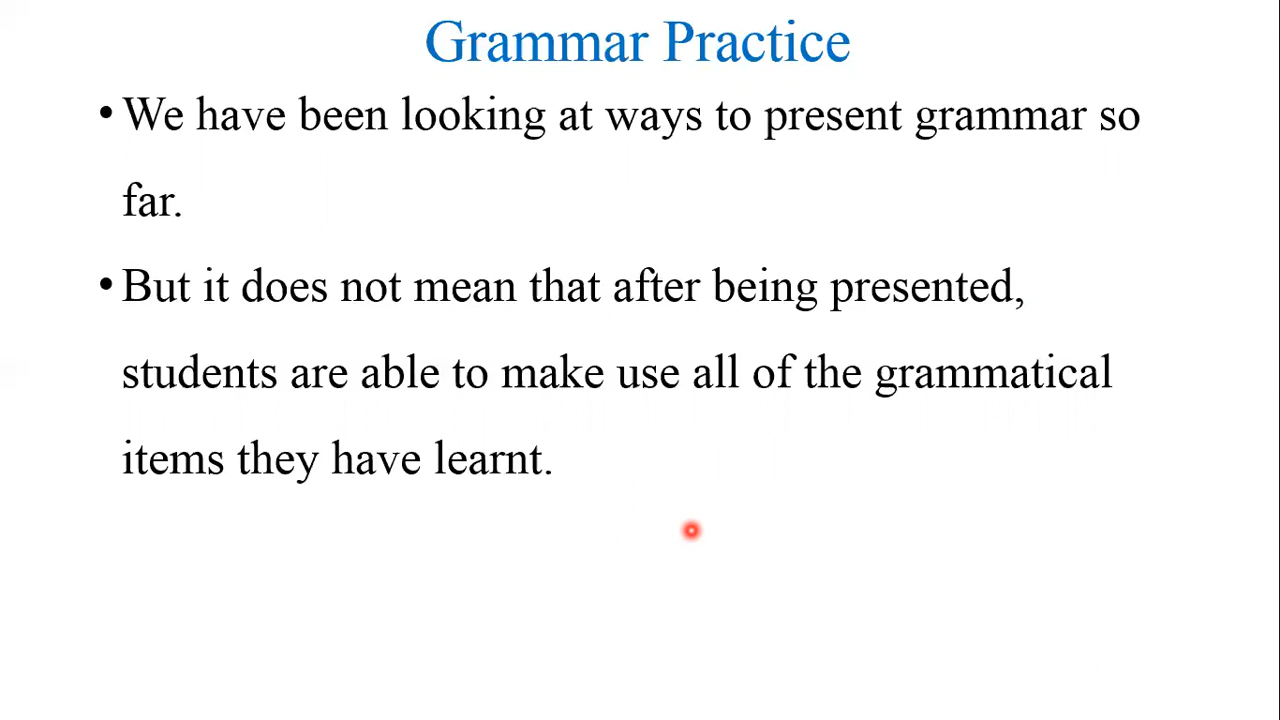 Grammar Practice
• We have been looking at ways to present grammar so
far.
• But it does not mean that after being presented,
students are able to make use all of the grammatical
items they have learnt.